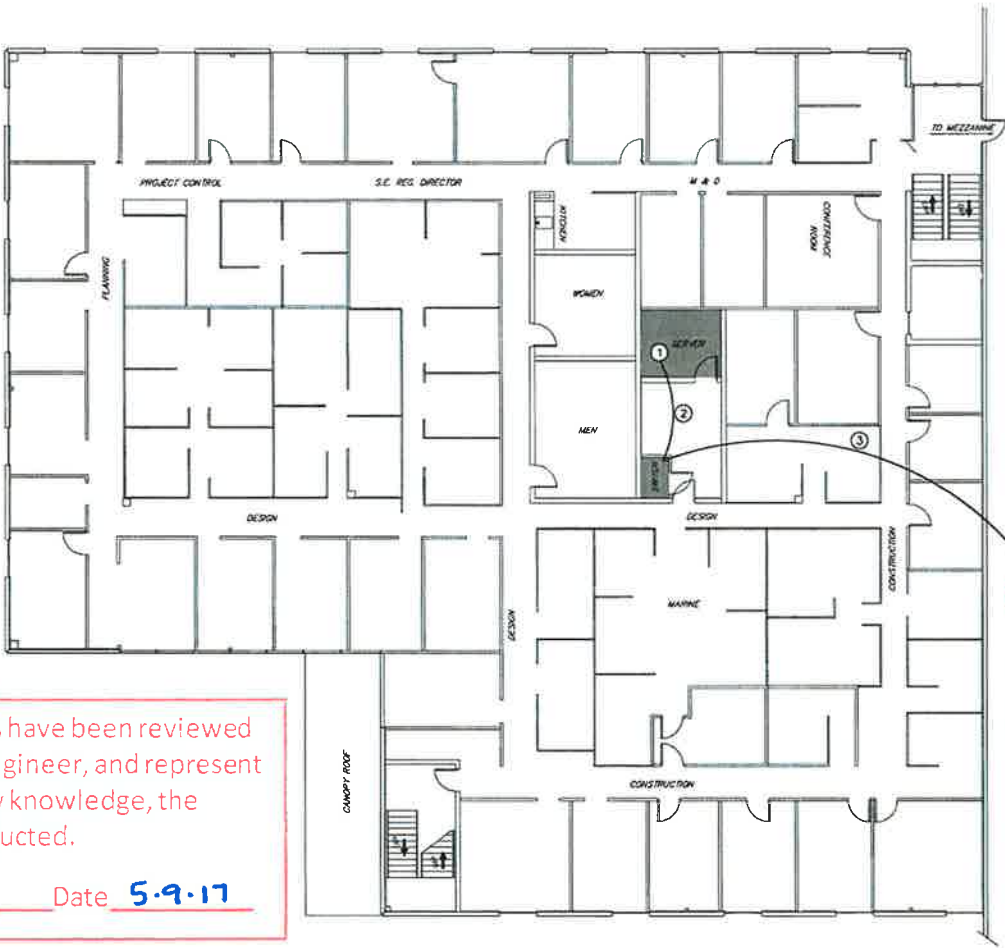 TO MEZZANINE
PROJECT CONTROL
S.E. REG. DIRECTOR
M & O
KITCHEN
CONFERENCE
ROOM
PLANNING
WOMEN
SERVER
1
2
MEN
3
SWITCH
DESIGN
DESIGN
CONSTRUCTION
MARINE
DESIGN
s have been reviewed
gineer, and represent
y knowledge, the
ucted.
Date 5-9-17
CANOPY ROOF
CONSTRUCTION